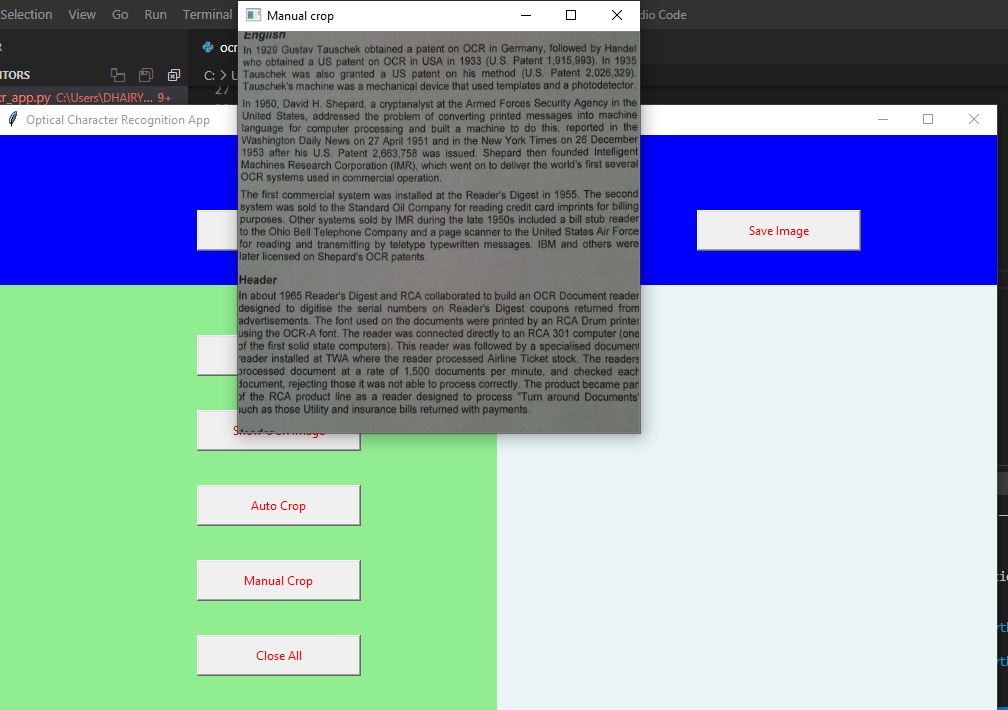 Selection View Go Run Terminal
Manual crop
dio Code
ocr
ITORS
C: > U
cr_app.py C:\Users\DHAIRY... 9+
27
Optical Character Recognition App
English
In 1929 Gustav Tauschek obtained a patent on OCR in Germany, followed by Handel
who obtained a US patent on OCR in USA in 1933 (U.S. Patent 1,915,993). In 1935
Tauschek was also granted a US patent on his method (U.S. Patent 2,026,329).
Tauschek's machine was a mechanical device that used templates and a photodetector.
In 1950, David H. Shepard, a cryptanalyst at the Armed Forces Security Agency in the
United States, addressed the problem of converting printed messages into machine
language for computer processing and built a machine to do this, reported in the
Washington Daily News on 27 April 1951 and in the New York Times on 26 December
1953 after his U.S. Patent 2,663,758 was issued. Shepard then founded Intelligent
Machines Research Corporation (IMR), which went on to deliver the world's first several
OCR systems used in commercial operation.
The first commercial system was installed at the Reader's Digest in 1955. The second
system was sold to the Standard Oil Company for reading credit card imprints for billing
purposes. Other systems sold by IMR during the late 1950s included a bill stub reader
to the Ohio Bell Telephone Company and a page scanner to the United States Air Force
for reading and transmitting by teletype typewritten messages. IBM and others were
later licensed on Shepard's OCR patents.
Header
In about 1965 Reader's Digest and RCA collaborated to build an OCR Document reader
designed to digitise the serial numbers on Reader's Digest coupons returned from
advertisements. The font used on the documents were printed by an RCA Drum printer
using the OCR-A font. The reader was connected directly to an RCA 301 computer (one
of the first solid state computers). This reader was followed by a specialised document
reader installed at TWA where the reader processed Airline Ticket stock. The readers
processed document at a rate of 1,500 documents per minute, and checked each
document, rejecting those it was not able to process correctly. The product became part
of the RCA product line as a reader designed to process "Turn around Documents"
such as those Utility and insurance bills returned with payments.
Save Image
Show OCR Image
Auto Crop
Manual Crop
Close All